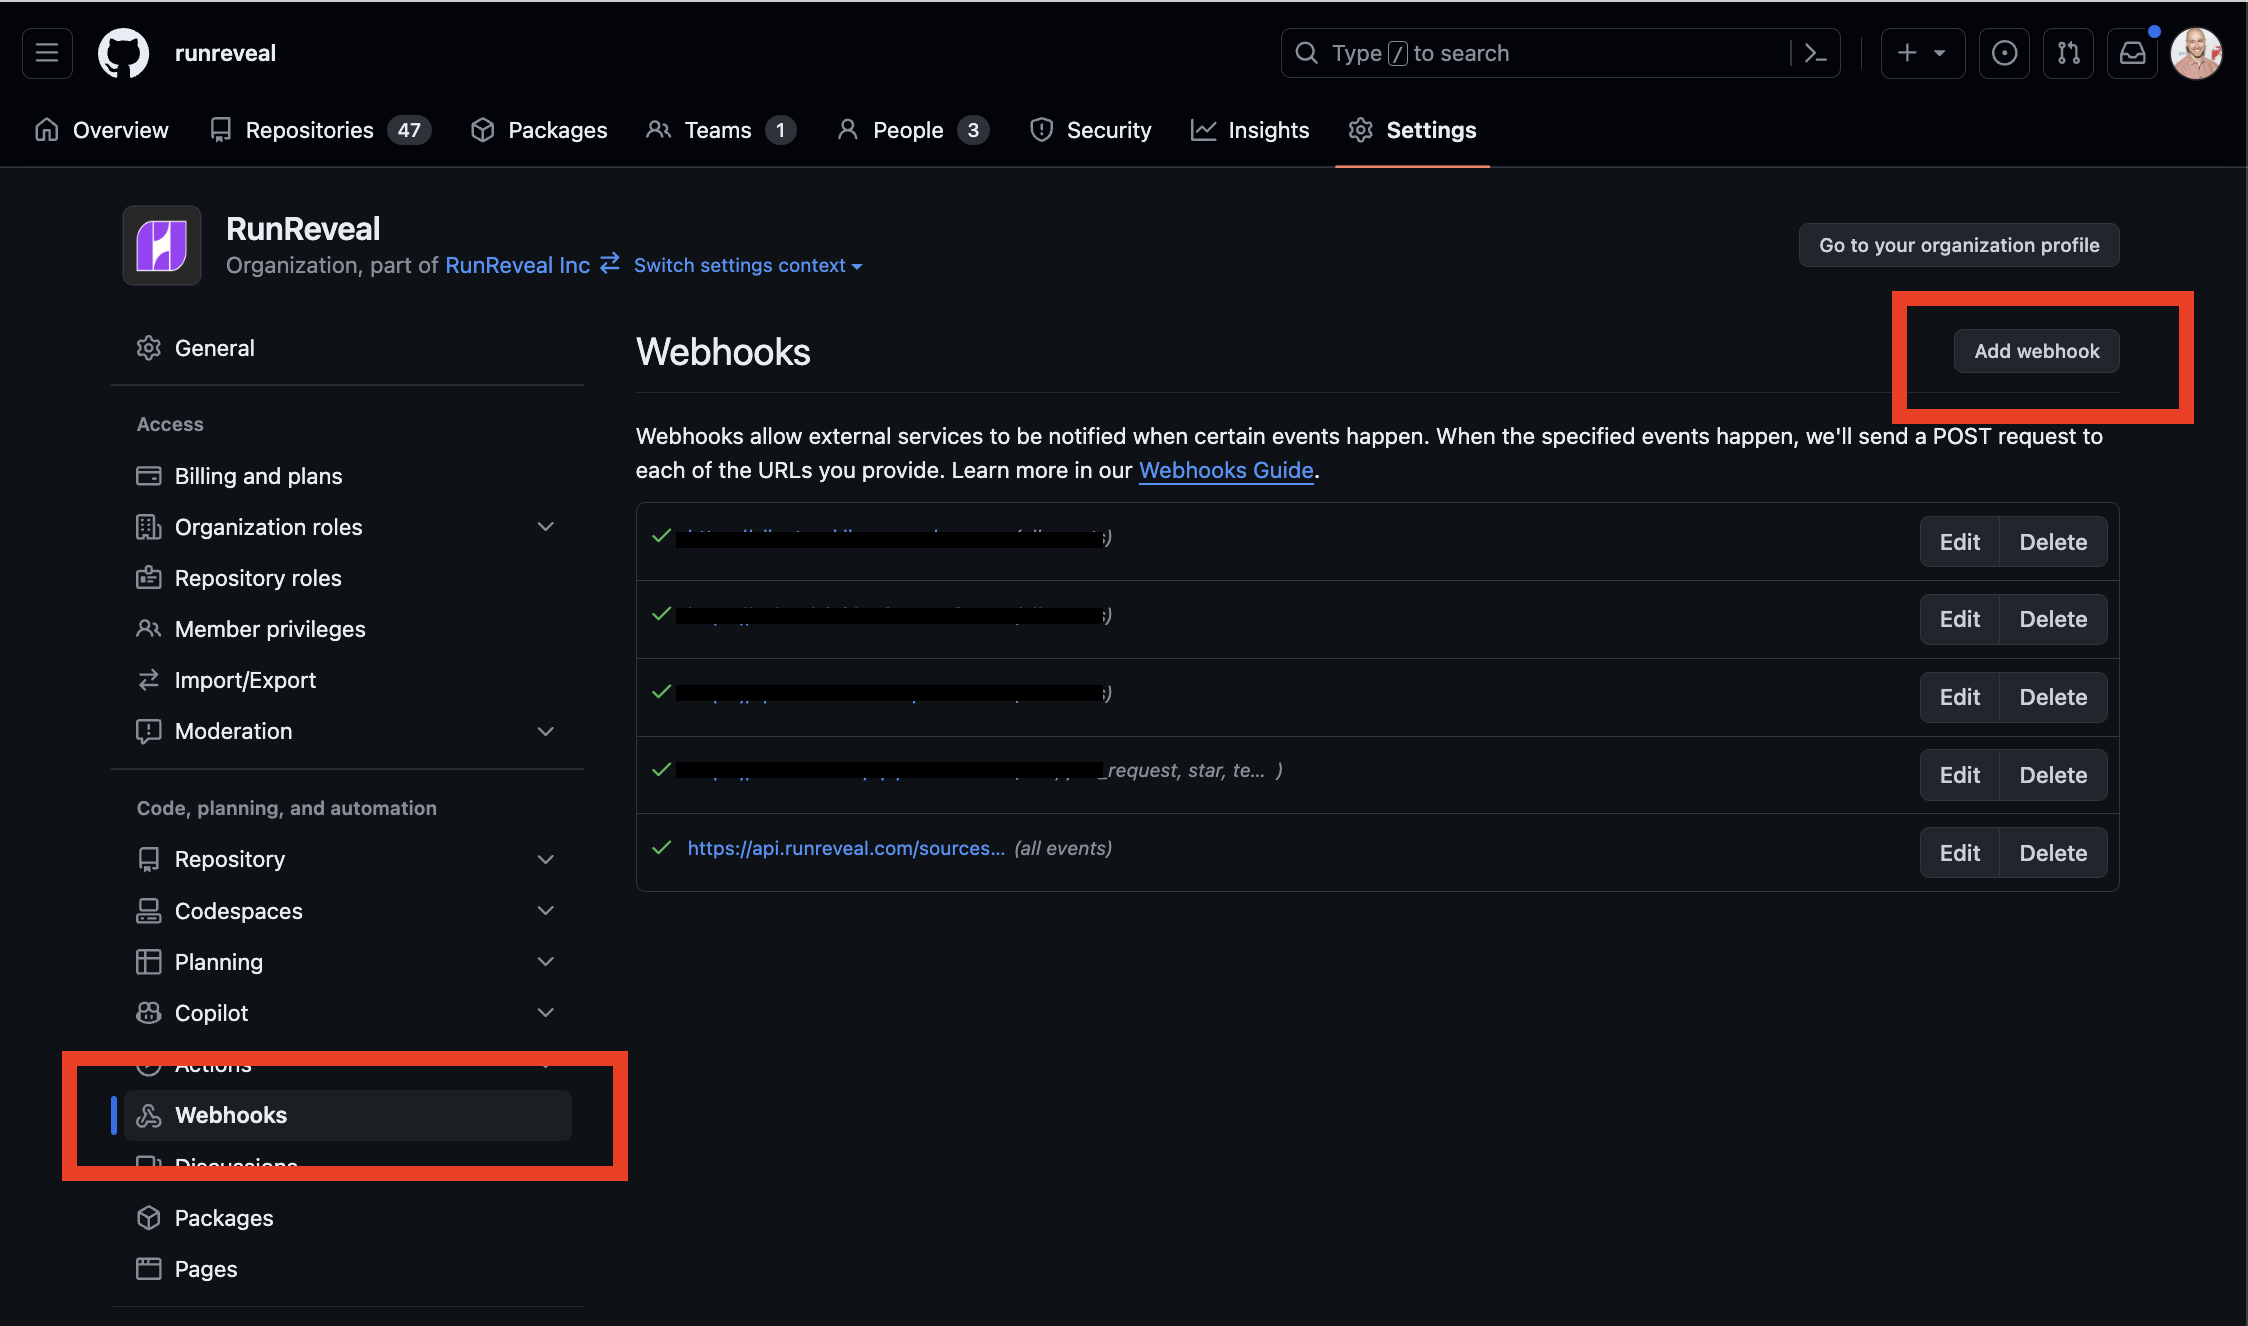 runreveal
Type / to search
Overview
Repositories 47
Packages
Teams 1
People 3
Security
Insights
Settings
RunReveal
Organization, part of RunReveal Inc Switch settings context
Go to your organization profile
General
Access
Billing and plans
Organization roles
Repository roles
Member privileges
Import/Export
Moderation
Code, planning, and automation
Repository
Codespaces
Planning
Copilot
Actions
Webhooks
Discussions
Packages
Pages
Webhooks
Add webhook
Webhooks allow external services to be notified when certain events happen. When the specified events happen, we'll send a POST request to
each of the URLs you provide. Learn more in our Webhooks Guide.
Edit Delete
Edit Delete
Edit Delete
_request, star, te... ) Edit Delete
https://api.runreveal.com/sources... (all events) Edit Delete